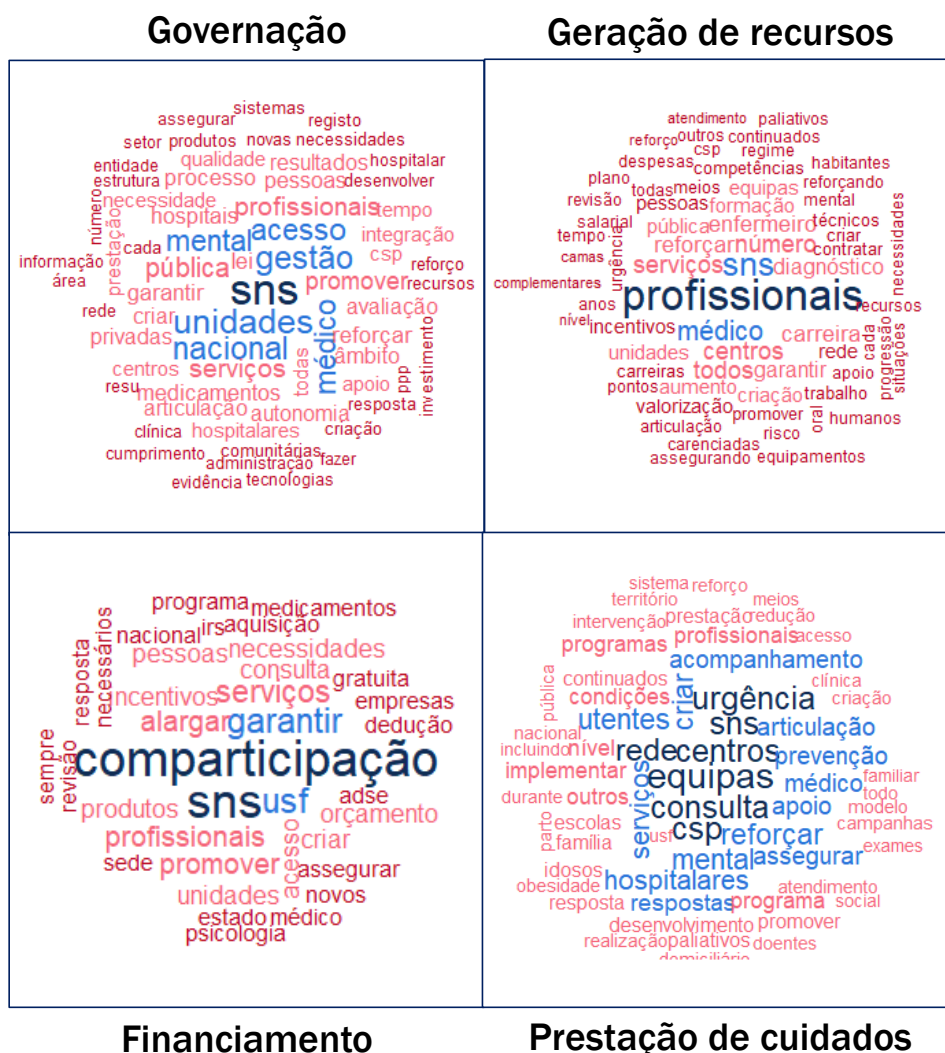 Governação
Geração de recursos
sistemas
assegurar registo
setor produtos novas necessidades
entidade qualidade resultados hospitalar
estrutura processo pessoas desenvolver
necessidade profissionais tempo
número hospitais acesso
prestação mental integração
cada lei gestão csp
informação pública reforço
área garantir sns promover recursos
rede criar unidades avaliação
privadas nacional médico reforçar
centros serviços todas âmbito
resu medicamentos apoio ppp investimento
articulação autonomia resposta
clínica hospitalares criação
cumprimento comunitárias fazer
administração
evidência tecnologias
atendimento paliativos
reforço outros continuados
csp regime
despesas competências habitantes
plano todas meios equipas reforçando
revisão pessoas formação mental
salarial pública enfermeiro técnicos
tempo reforçar número criar
camas urgência contratar necessidades
serviços sns diagnóstico
complementares
anos profissionais recursos
nível incentivos médico carreira
unidades centros rede cada
carreiras todos garantir apoio progressão situações
pontos aumento criação trabalho
valorização promover oral humanos
articulação risco
carenciadas
assegurando equipamentos
programa medicamentos
nacional irs aquisição
resposta necessários pessoas necessidades
consulta
incentivos serviços gratuita
alargar garantir empresas
dedução
sempre revisão comparticipação
sns usf adse
produtos orçamento
profissionais acesso criar
sede promover assegurar
unidades novos
estado médico
psicologia
sistema reforço
território meios
intervenção prestação redução
programas profissionais acesso
acompanhamento
continuados clínica
pública condições criar urgência criação
utentes sns articulação
nacional rede centros
incluindo nível prevenção
implementar equipas médico familiar
durante outros serviços todo
consulta apoio modelo
parto escolas usf csp reforçar campanhas
família exames
mental assegurar
idosos hospitalares
obesidade atendimento
resposta respostas programa social
desenvolvimento promover
realização paliativos doentes
domiciliário
Financiamento
Prestação de cuidados